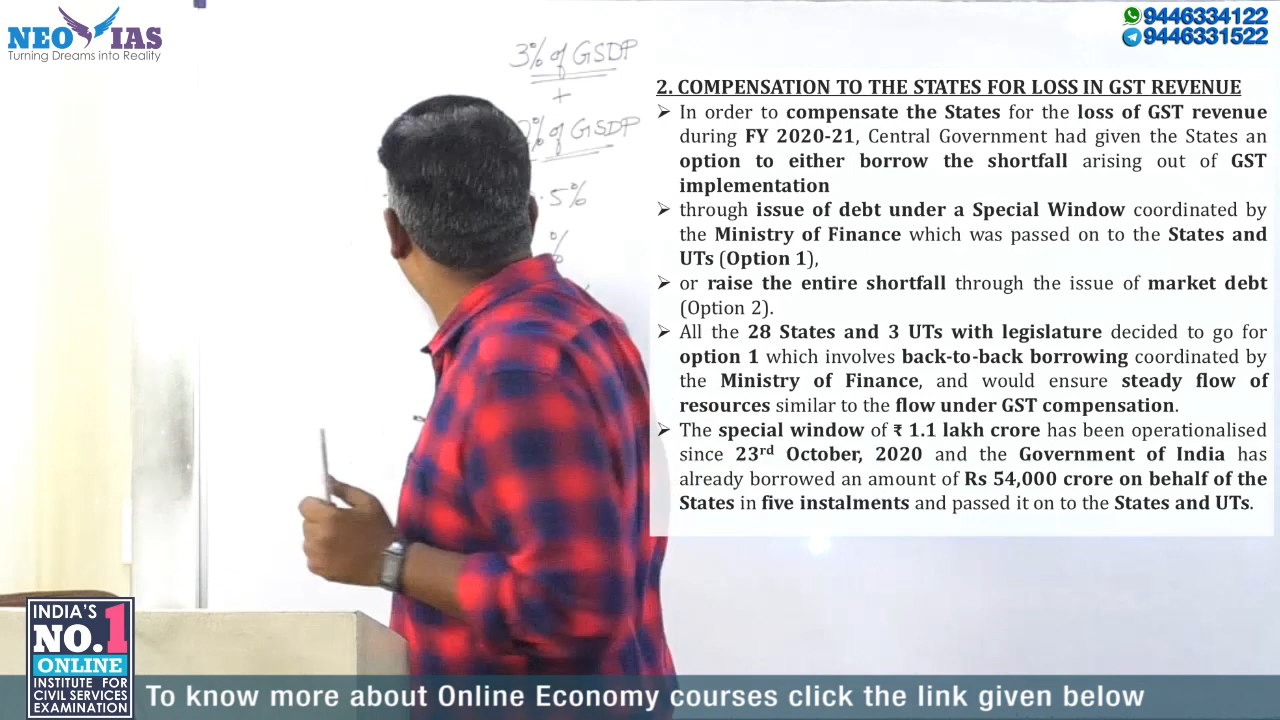 NEO IAS
Turning Dreams into Reality
9446334122
9446331522
3% of GSDP
+
% of GSDP
.5%
%
2. COMPENSATION TO THE STATES FOR LOSS IN GST REVENUE
➢ In order to compensate the States for the loss of GST revenue
during FY 2020-21, Central Government had given the States an
option to either borrow the shortfall arising out of GST
implementation
➢ through issue of debt under a Special Window coordinated by
the Ministry of Finance which was passed on to the States and
UTs (Option 1),
➢ or raise the entire shortfall through the issue of market debt
(Option 2).
➢ All the 28 States and 3 UTs with legislature decided to go for
option 1 which involves back-to-back borrowing coordinated by
the Ministry of Finance, and would ensure steady flow of
resources similar to the flow under GST compensation.
➢ The special window of ₹ 1.1 lakh crore has been operationalised
since 23rd October, 2020 and the Government of India has
already borrowed an amount of Rs 54,000 crore on behalf of the
States in five instalments and passed it on to the States and UTs.
INDIA'S
NO.1
ONLINE
INSTITUTE FOR
CIVIL SERVICES
EXAMINATION
To know more about Online Economy courses click the link given below